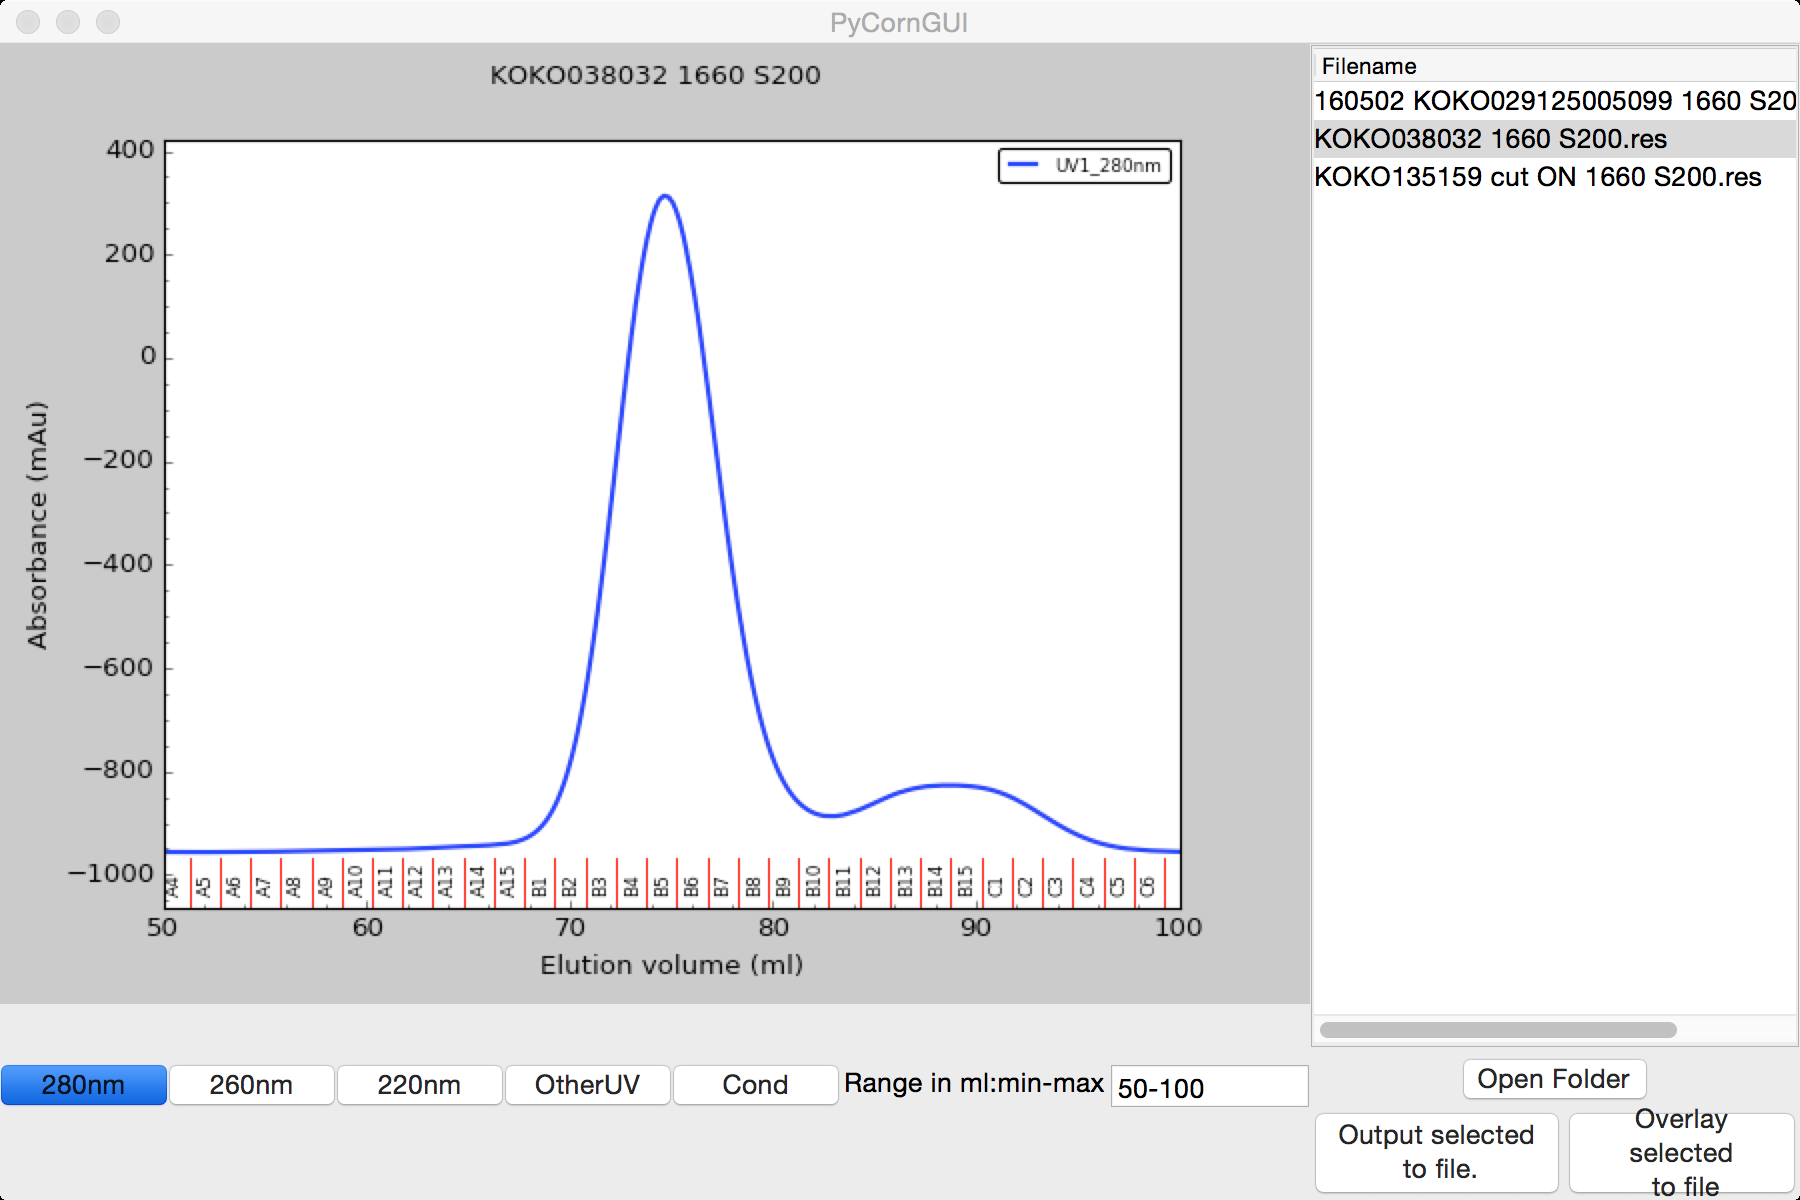 PyCornGUI
KOKO038032 1660 S200
UV1_280nm
400
200
0
−200
−400
−600
−800
−1000
Absorbance (mAu)
A4 A5 A6 A7 A8 A9 A10 A11 A12 A13 A14 A15 B1 B2 B3 B4 B5 B6 B7 B8 B9 B10 B11 B12 B13 B14 B15 C1 C2 C3 C4 C5 C6
50 60 70 80 90 100
Elution volume (ml)
Filename
160502 KOKO029125005099 1660 S20
KOKO038032 1660 S200.res
KOKO135159 cut ON 1660 S200.res
280nm
260nm
220nm
OtherUV
Cond
Range in ml:min-max
50-100
Open Folder
Output selected
to file.
Overlay
selected
to file